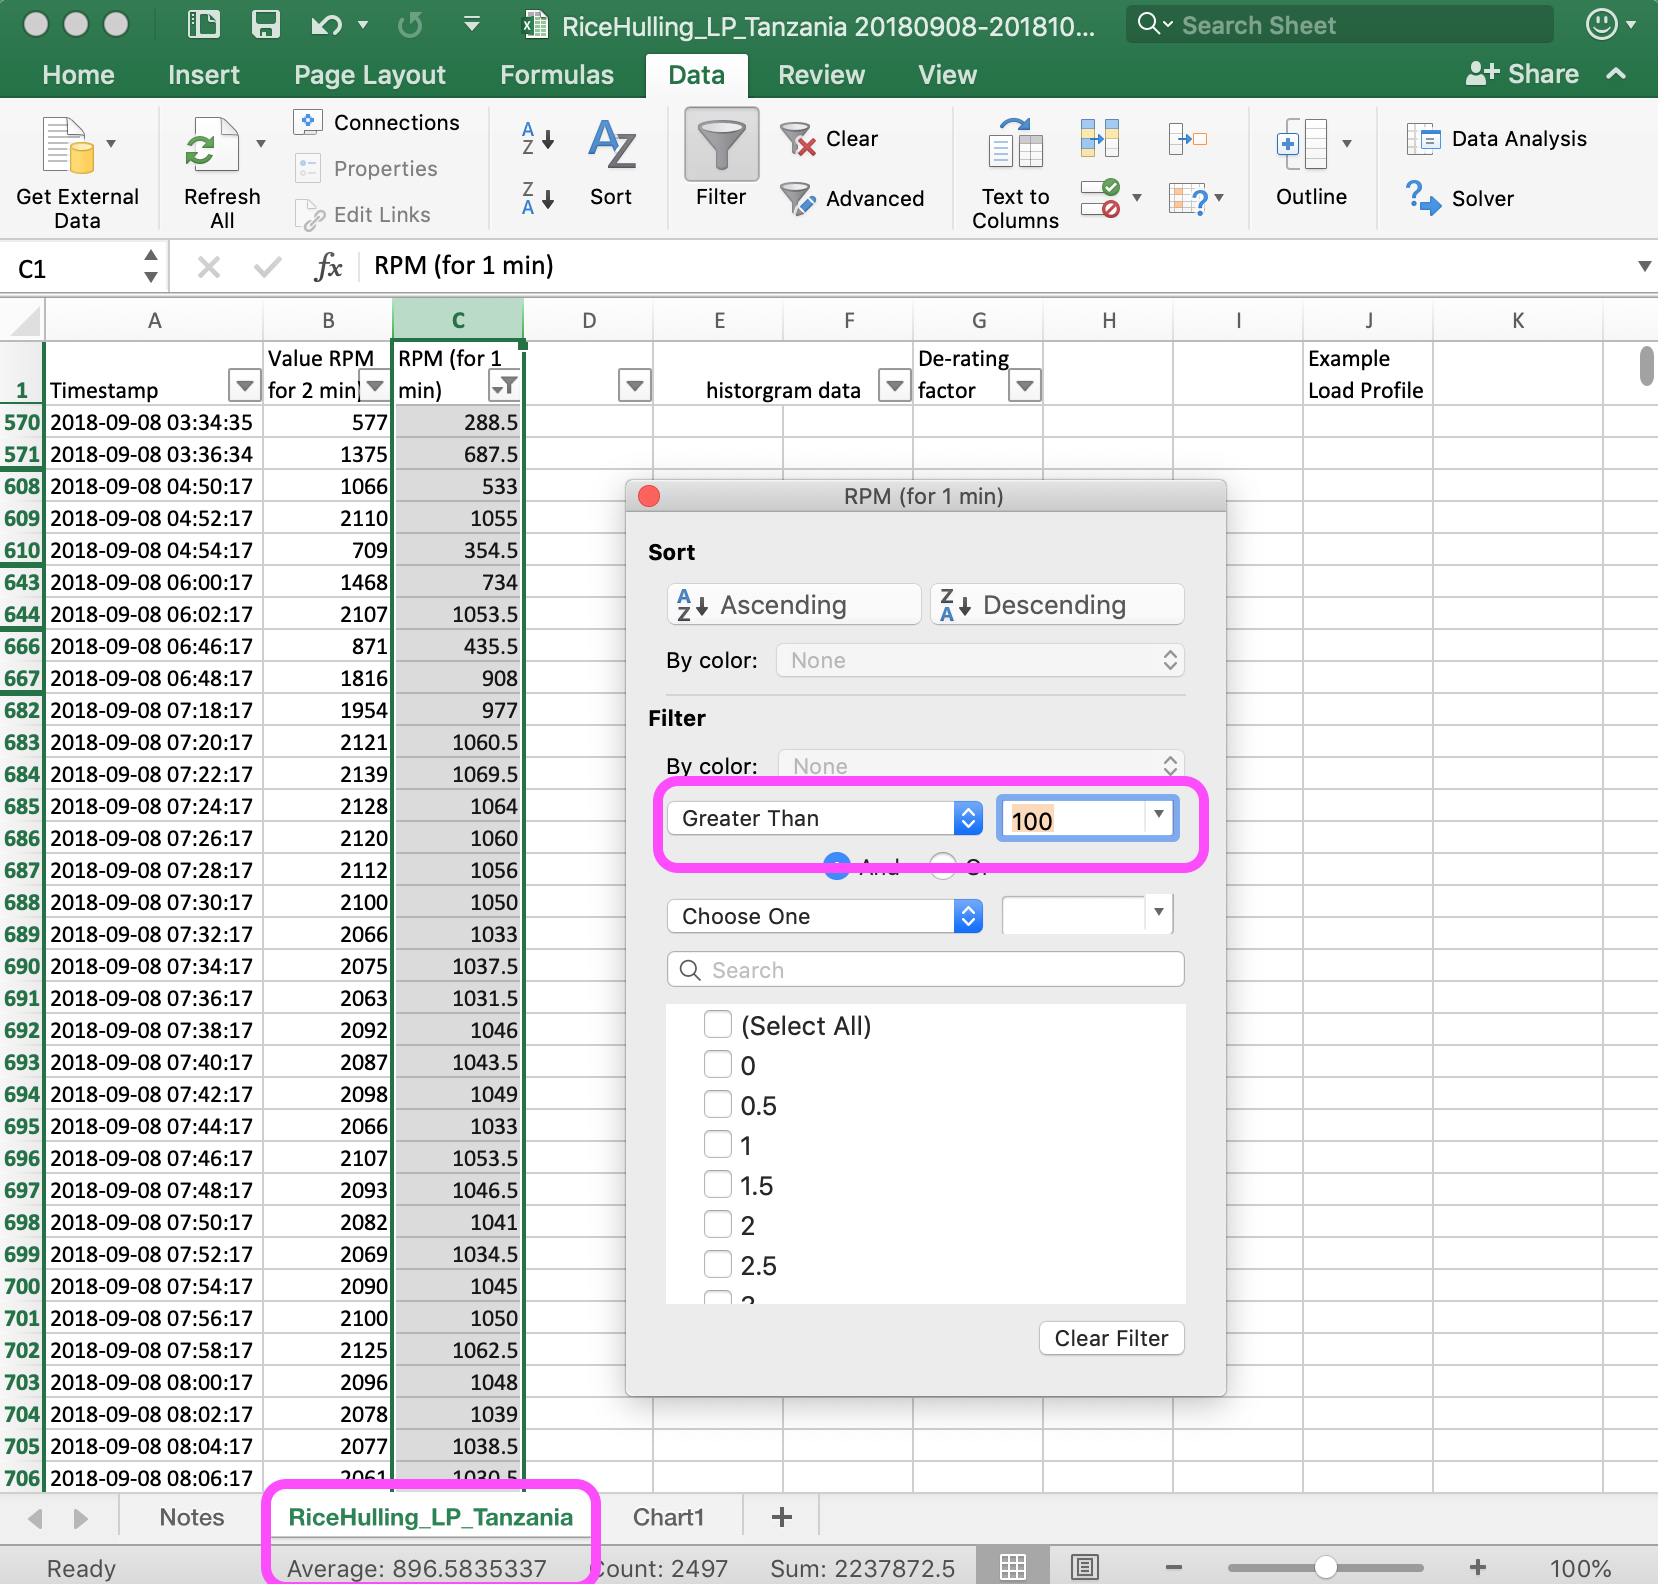 RiceHulling_LP_Tanzania 20180908-201810...
Search Sheet
Home Insert Page Layout Formulas Data Review View Share
Get External Data
Refresh All
Connections
Properties
Edit Links
A Z
Z A
A Z
Sort
Filter
Clear
Advanced
Text to Columns
Outline
Data Analysis
Solver
C1 fx RPM (for 1 min)
A B C D E F G H I J K
1 Timestamp Value RPM for 2 min) RPM (for 1 min) historgram data De-rating factor Example Load Profile
570 2018-09-08 03:34:35 577 288.5
571 2018-09-08 03:36:34 1375 687.5
608 2018-09-08 04:50:17 1066 533
609 2018-09-08 04:52:17 2110 1055
610 2018-09-08 04:54:17 709 354.5
643 2018-09-08 06:00:17 1468 734
644 2018-09-08 06:02:17 2107 1053.5
666 2018-09-08 06:46:17 871 435.5
667 2018-09-08 06:48:17 1816 908
682 2018-09-08 07:18:17 1954 977
683 2018-09-08 07:20:17 2121 1060.5
684 2018-09-08 07:22:17 2139 1069.5
685 2018-09-08 07:24:17 2128 1064
686 2018-09-08 07:26:17 2120 1060
687 2018-09-08 07:28:17 2112 1056
688 2018-09-08 07:30:17 2100 1050
689 2018-09-08 07:32:17 2066 1033
690 2018-09-08 07:34:17 2075 1037.5
691 2018-09-08 07:36:17 2063 1031.5
692 2018-09-08 07:38:17 2092 1046
693 2018-09-08 07:40:17 2087 1043.5
694 2018-09-08 07:42:17 2098 1049
695 2018-09-08 07:44:17 2066 1033
696 2018-09-08 07:46:17 2107 1053.5
697 2018-09-08 07:48:17 2093 1046.5
698 2018-09-08 07:50:17 2082 1041
699 2018-09-08 07:52:17 2069 1034.5
700 2018-09-08 07:54:17 2090 1045
701 2018-09-08 07:56:17 2100 1050
702 2018-09-08 07:58:17 2125 1062.5
703 2018-09-08 08:00:17 2096 1048
704 2018-09-08 08:02:17 2078 1039
705 2018-09-08 08:04:17 2077 1038.5
706 2018-09-08 08:06:17 2061 1030.5
RPM (for 1 min)
Sort
A Z Ascending Z A Descending
By color: None
Filter
By color: None
Greater Than 100
And Or
Choose One
Search
(Select All)
0
0.5
1
1.5
2
2.5
Clear Filter
Notes RiceHulling_LP_Tanzania Chart1 +
Ready Average: 896.5835337 Count: 2497 Sum: 2237872.5 100%